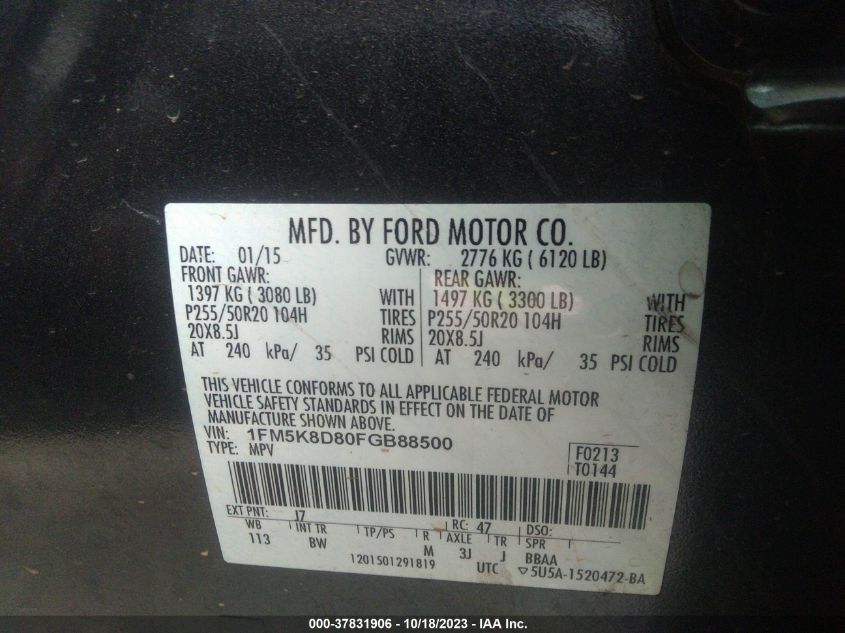 MFD. BY FORD MOTOR CO.
DATE: 01/15 GVWR: 2776 KG ( 6120 LB)
FRONT GAWR: REAR GAWR:
1397 KG ( 3080 LB) WITH 1497 KG ( 3300 LB) WITH
P255/50R20 104H TIRES P255/50R20 104H TIRES
20X8.5J RIMS 20X8.5J RIMS
AT 240 kPa/ 35 PSI COLD AT 240 kPa/ 35 PSI COLD
THIS VEHICLE CONFORMS TO ALL APPLICABLE FEDERAL MOTOR
VEHICLE SAFETY STANDARDS IN EFFECT ON THE DATE OF
MANUFACTURE SHOWN ABOVE.
VIN: 1FM5K8D80FGB88500 F0213
TYPE: MPV T0144
EXT PNT: J7 RC: 47 DSO:
WB INT TR TP/PS R AXLE TR SPR
113 BW M 3J J BBAA
1201501291819 UTC ▽5U5A-1520472-BA
000-37831906 - 10/18/2023 - IAA Inc.